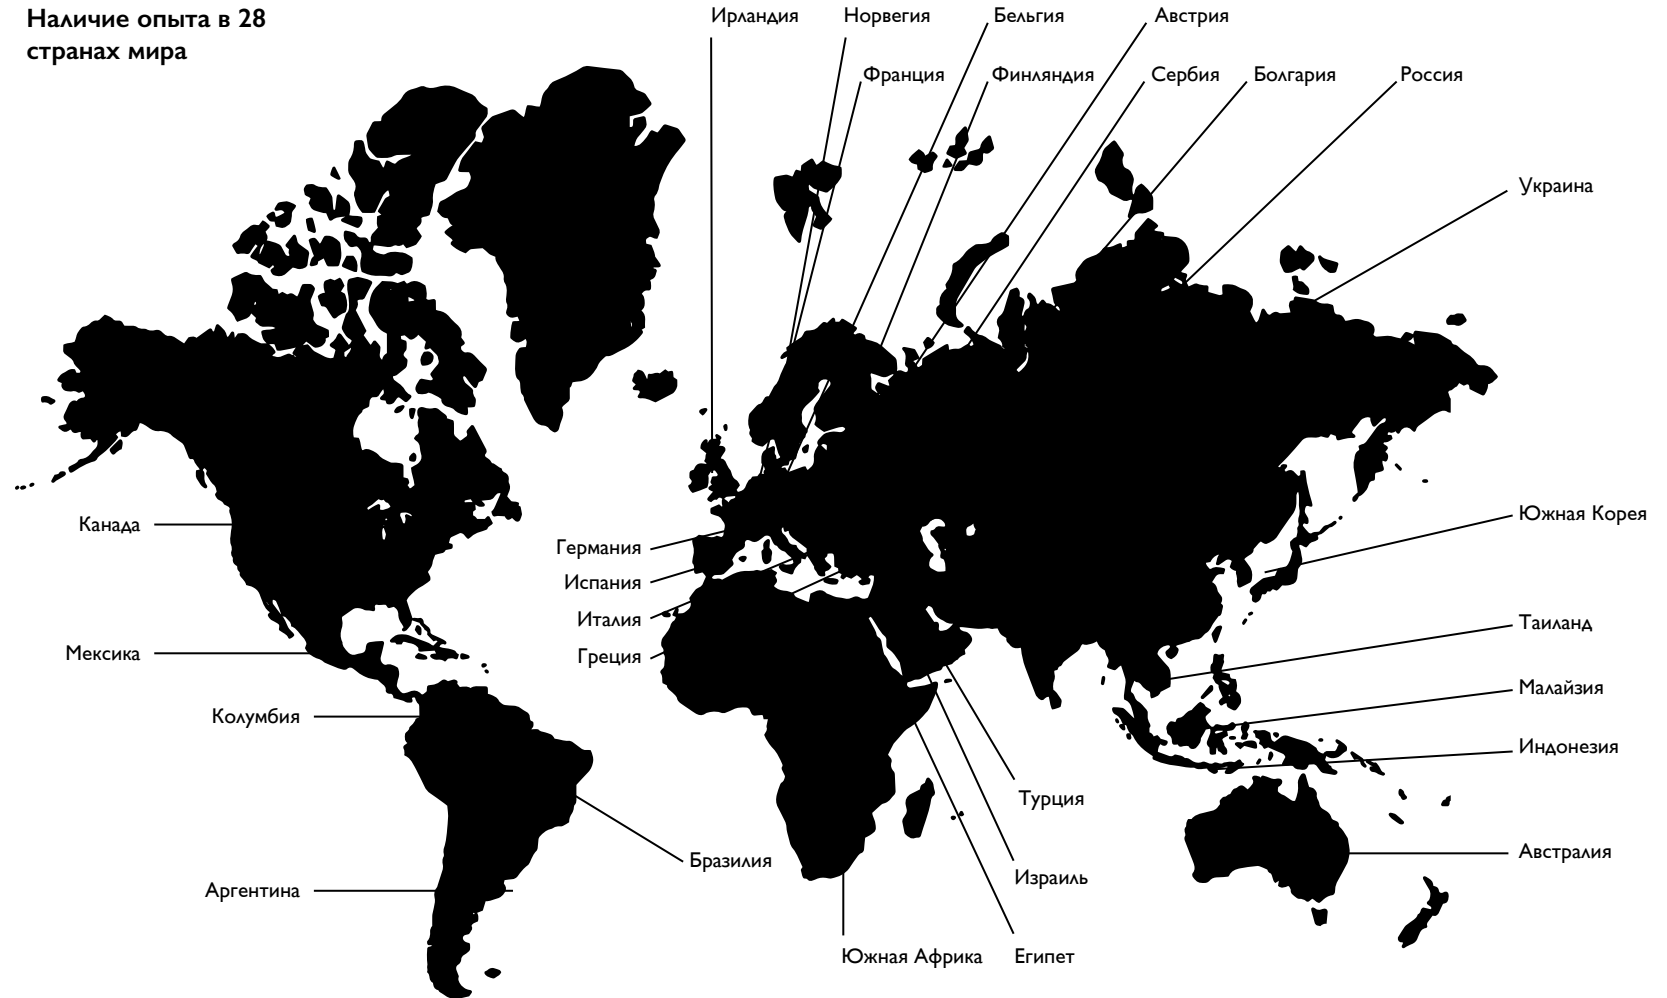 Наличие опыта в 28
странах мира
Ирландия
Норвегия
Бельгия
Австрия
Франция
Финляндия
Сербия
Болгария
Россия
Украина
Канада
Мексика
Колумбия
Аргентина
Бразилия
Германия
Испания
Италия
Греция
Южная Корея
Таиланд
Малайзия
Индонезия
Австралия
Турция
Израиль
Южная Африка
Египет